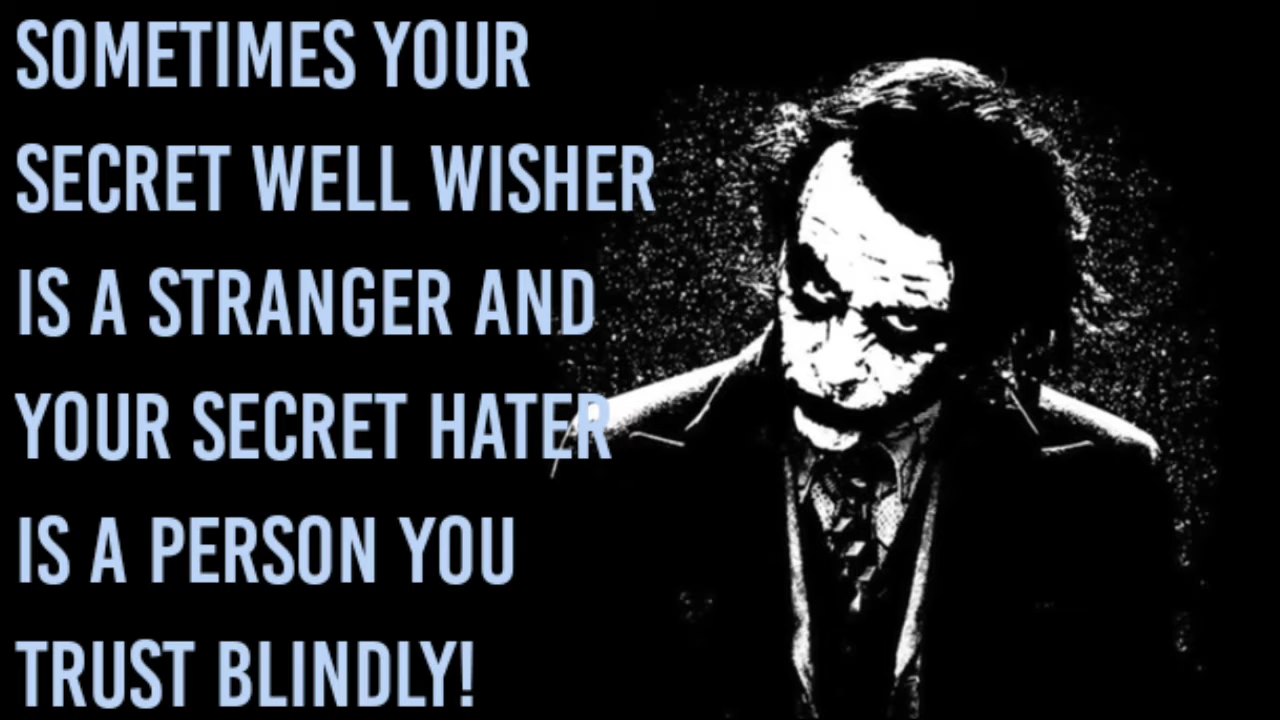 SOMETIMES YOUR
SECRET WELL WISHER
IS A STRANGER AND
YOUR SECRET HATER
IS A PERSON YOU
TRUST BLINDLY!